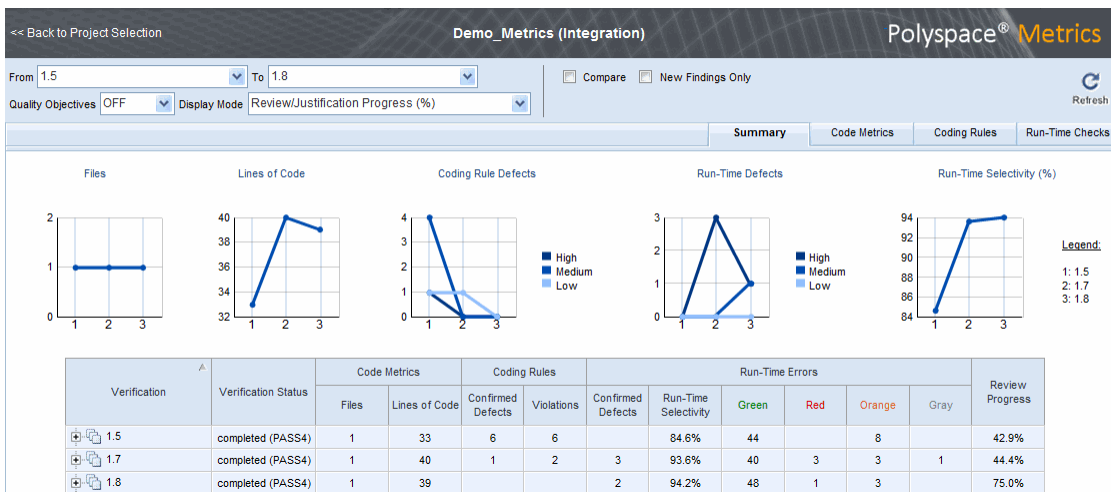 << Back to Project Selection
Demo_Metrics (Integration)
Polyspace® Metrics
From 1.5 To 1.8 Compare New Findings Only
Refresh
Quality Objectives OFF Display Mode Review/Justification Progress (%)
Summary Code Metrics Coding Rules Run-Time Checks
Files
2
1
0
1 2 3
Lines of Code
40
38
36
34
32
1 2 3
Coding Rule Defects
4
3
2
1
0
1 2 3
High
Medium
Low
Run-Time Defects
3
2
1
0
1 2 3
High
Medium
Low
Run-Time Selectivity (%)
94
92
90
88
86
84
1 2 3
Legend:
1: 1.5
2: 1.7
3: 1.8
Verification Verification Status Code Metrics Coding Rules Run-Time Errors Review Progress
Files Lines of Code Confirmed Defects Violations Confirmed Defects Run-Time Selectivity Green Red Orange Gray
1.5 completed (PASS4) 1 33 6 6 84.6% 44 8 42.9%
1.7 completed (PASS4) 1 40 1 2 3 93.6% 40 3 3 1 44.4%
1.8 completed (PASS4) 1 39 2 94.2% 48 1 3 75.0%